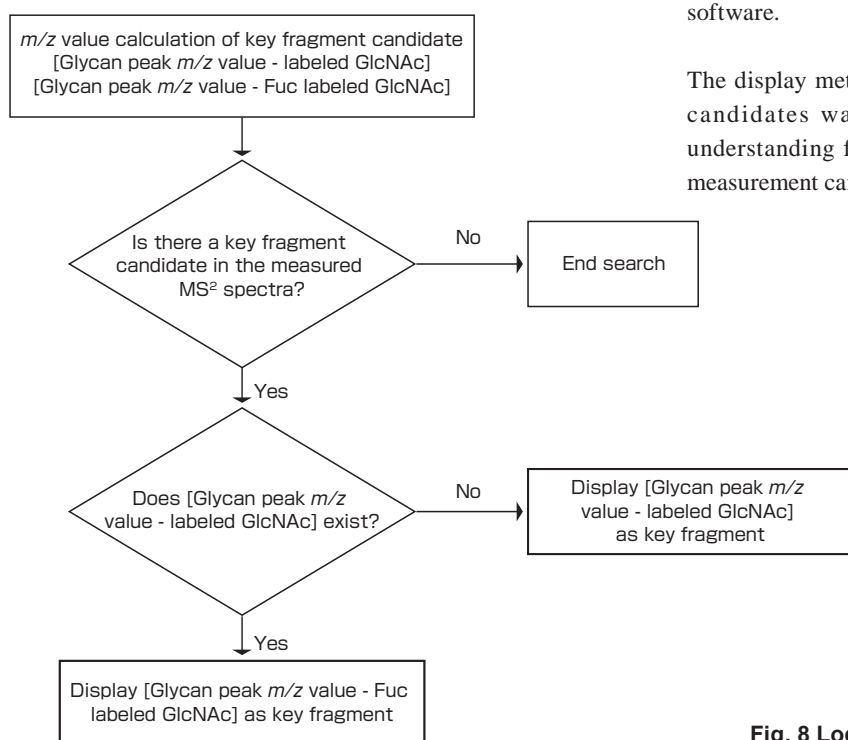 software.
The display met
candidates wa
understanding f
measurement ca
m/z value calculation of key fragment candidate
[Glycan peak m/z value - labeled GlcNAc]
[Glycan peak m/z value - Fuc labeled GlcNAc]
Is there a key fragment
candidate in the measured
MS² spectra?
No
End search
Yes
Does [Glycan peak m/z
value - labeled GlcNAc] exist?
No
Display [Glycan peak m/z
value - labeled GlcNAc]
as key fragment
Yes
Display [Glycan peak m/z value - Fuc
labeled GlcNAc] as key fragment
Fig. 8 Loc